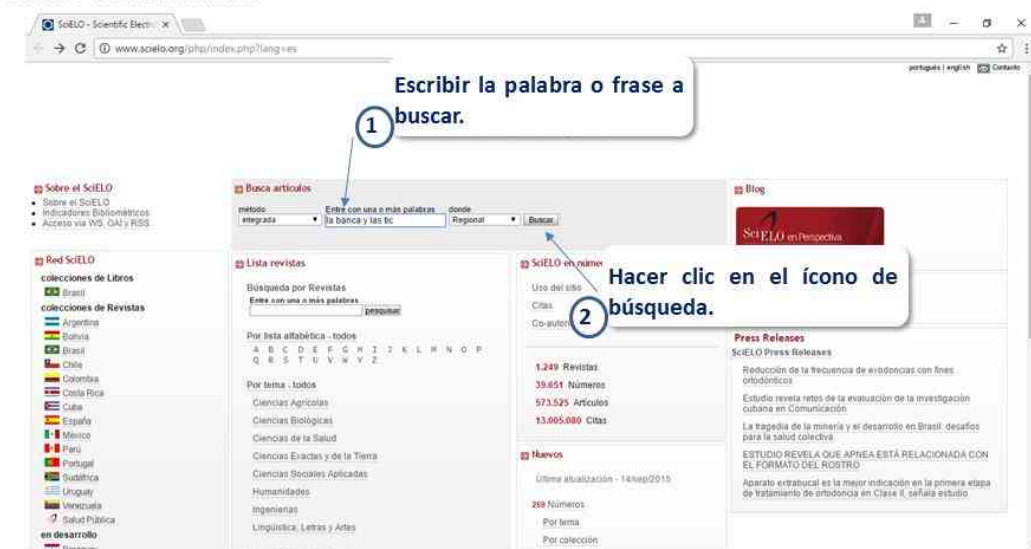 SciELO - Scientific Electr
www.scielo.org/php/index.php?lang=es
português | english Contacto
Escribir la palabra o frase a
buscar.
1
Sobre el SciELO
Sobre el SciELO
Indicadores Bibliométricos
Acceso via WS, OAI y RSS
Busca artículos
método
Entre con una o más palabras
donde
integrada
la banca y las tic
Regional
Buscar
Blog
SciELO en Perspectiva
Hacer clic en el ícono de
búsqueda.
2
Red SciELO
colecciones de Libros
Brasil
colecciones de Revistas
Argentina
Bolivia
Brasil
Chile
Colombia
Costa Rica
Cuba
España
México
Perú
Portugal
Sudáfrica
Uruguay
Venezuela
Salud Pública
en desarrollo
Paraguay
Lista revistas
Búsqueda por Revistas
Entre con una o más palabras
pesquisar
Por lista alfabética - todos
A B C D E F G H I J K L M N O P
Q R S T U V W Y Z
Por tema - todos
Ciencias Agrícolas
Ciencias Biológicas
Ciencias de la Salud
Ciencias Exactas y de la Tierra
Ciencias Sociales Aplicadas
Humanidades
Ingenierías
Lingüística, Letras y Artes
SciELO en númer
Uso del sitio
Citas
Co-autor
1.249 Revistas
39.651 Números
573.525 Artículos
13.005.080 Citas
Nuevos
Última atualización - 14/sep/2015
269 Números
Por tema
Por colección
Press Releases
SciELO Press Releases
Reducción de la frecuencia de exodoncias con fines
ortodónticos
Estudio revela retos de la evaluación de la investigación
cubana en Comunicación
La tragedia de la minería y el desarrollo en Brasil: desafíos
para la salud colectiva
ESTUDIO REVELA QUE APNEA ESTÁ RELACIONADA CON
EL FORMATO DEL ROSTRO
Aparato extrabucal es la mejor indicación en la primera etapa
de tratamiento de ortodoncia en Clase II, señala estudio